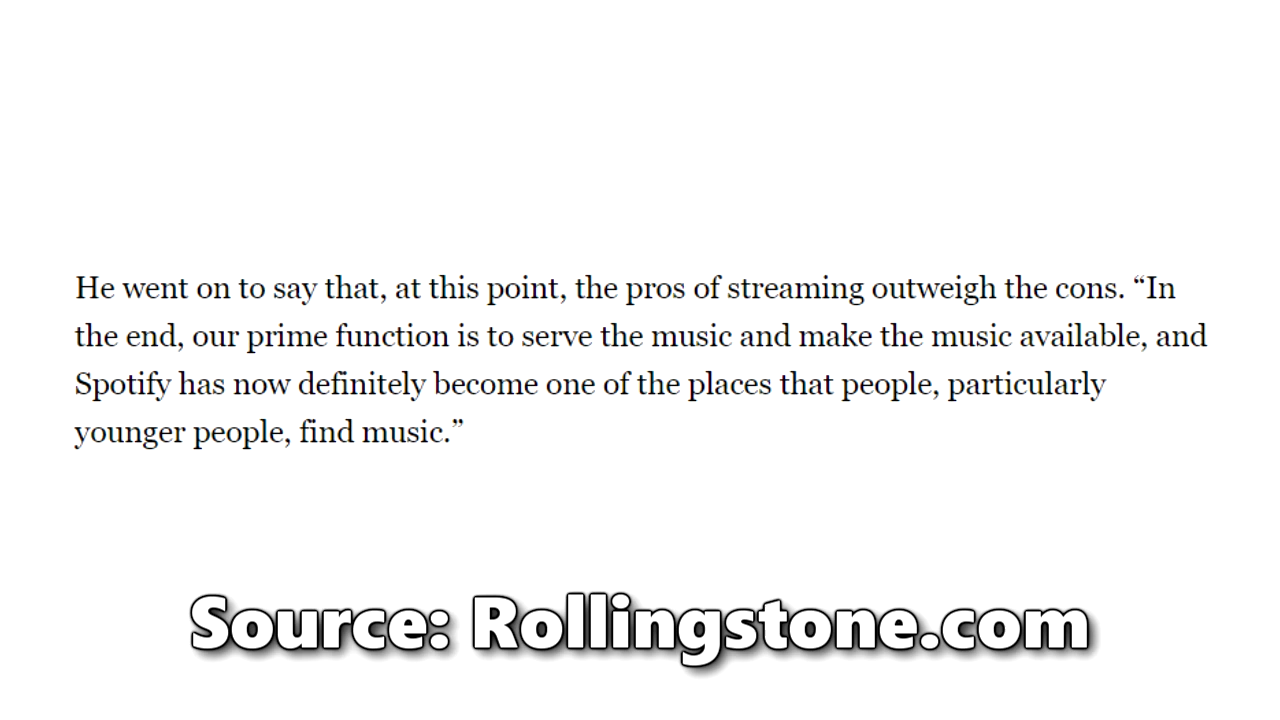 He went on to say that, at this point, the pros of streaming outweigh the cons. “In
the end, our prime function is to serve the music and make the music available, and
Spotify has now definitely become one of the places that people, particularly
younger people, find music.”
Source: Rollingstone.com